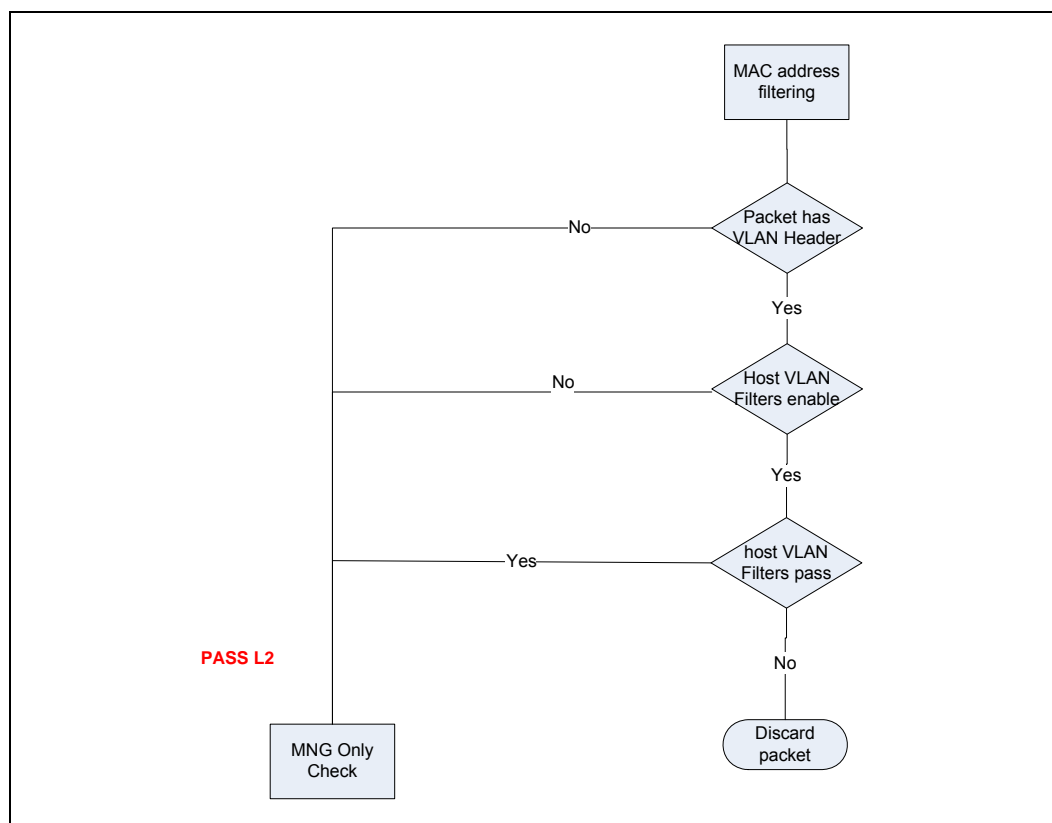 MAC address
filtering
Packet has
VLAN Header
No
Yes
Host VLAN
Filters enable
No
Yes
host VLAN
Filters pass
Yes
No
PASS L2
MNG Only
Check
Discard
packet